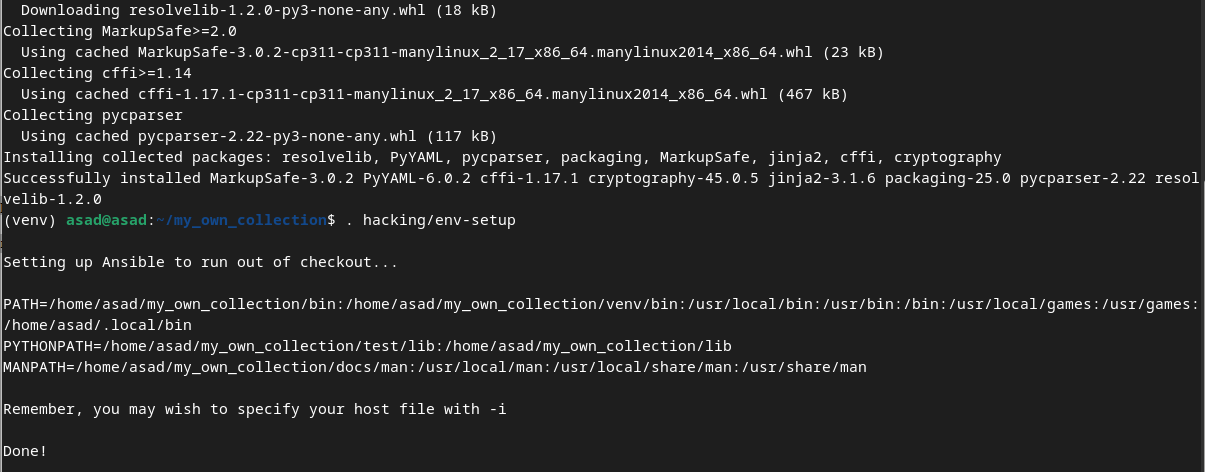 Downloading resolvelib-1.2.0-py3-none-any.whl (18 kB)
Collecting MarkupSafe>=2.0
Using cached MarkupSafe-3.0.2-cp311-cp311-manylinux_2_17_x86_64.manylinux2014_x86_64.whl (23 kB)
Collecting cffi>=1.14
Using cached cffi-1.17.1-cp311-cp311-manylinux_2_17_x86_64.manylinux2014_x86_64.whl (467 kB)
Collecting pycparser
Using cached pycparser-2.22-py3-none-any.whl (117 kB)
Installing collected packages: resolvelib, PyYAML, pycparser, packaging, MarkupSafe, jinja2, cffi, cryptography
Successfully installed MarkupSafe-3.0.2 PyYAML-6.0.2 cffi-1.17.1 cryptography-45.0.5 jinja2-3.1.6 packaging-25.0 pycparser-2.22 resol
velib-1.2.0
(venv) asad@asad:~/my_own_collection$ . hacking/env-setup
Setting up Ansible to run out of checkout...
PATH=/home/asad/my_own_collection/bin:/home/asad/my_own_collection/venv/bin:/usr/local/bin:/usr/bin:/bin:/usr/local/games:/usr/games:
/home/asad/.local/bin
PYTHONPATH=/home/asad/my_own_collection/test/lib:/home/asad/my_own_collection/lib
MANPATH=/home/asad/my_own_collection/docs/man:/usr/local/man:/usr/local/share/man:/usr/share/man
Remember, you may wish to specify your host file with -i
Done!